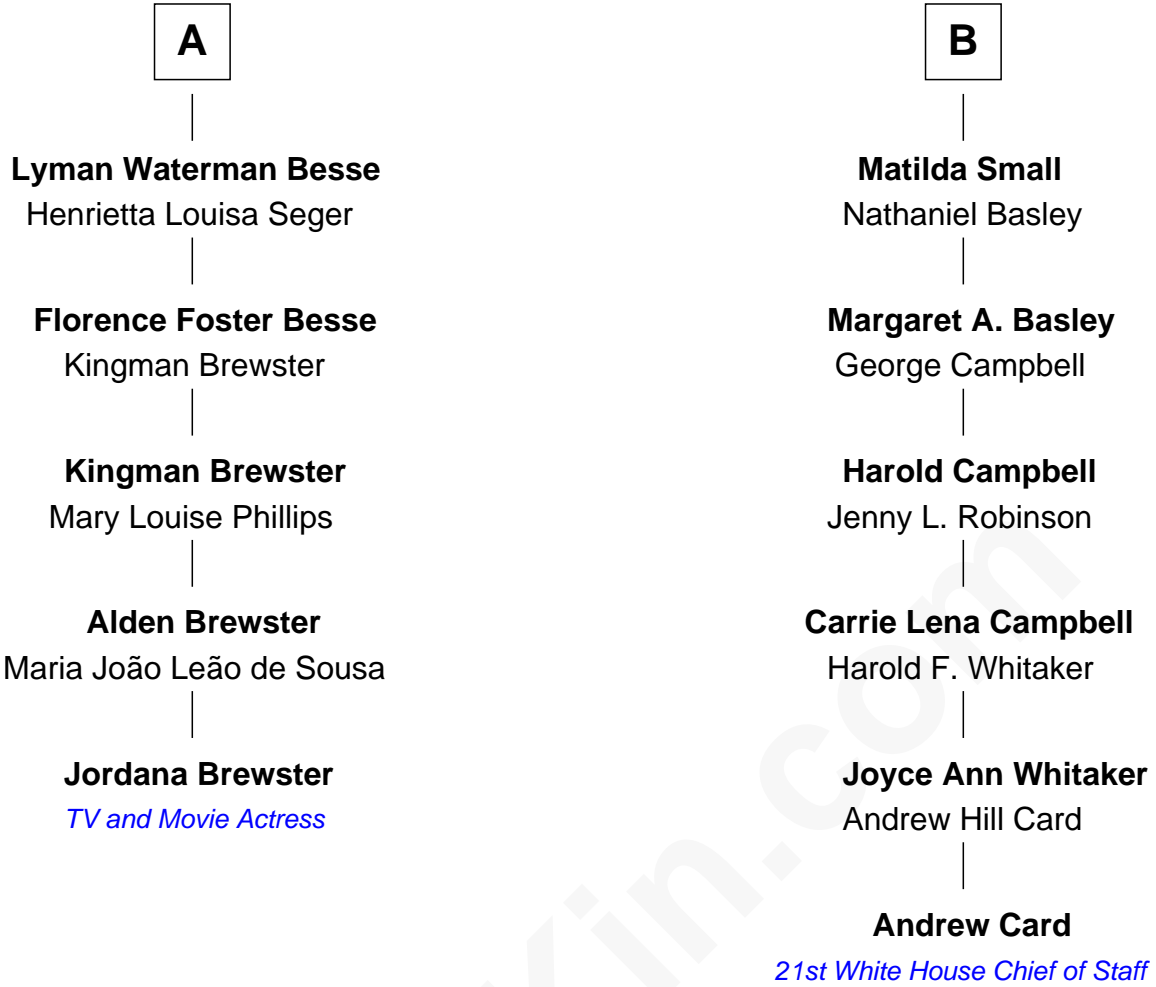 A
Lyman Waterman Besse
Henrietta Louisa Seger
Florence Foster Besse
Kingman Brewster
Kingman Brewster
Mary Louise Phillips
Alden Brewster
Maria João Leão de Sousa
Jordana Brewster
TV and Movie Actress
B
Matilda Small
Nathaniel Basley
Margaret A. Basley
George Campbell
Harold Campbell
Jenny L. Robinson
Carrie Lena Campbell
Harold F. Whitaker
Joyce Ann Whitaker
Andrew Hill Card
Andrew Card
21st White House Chief of Staff
Kin.com